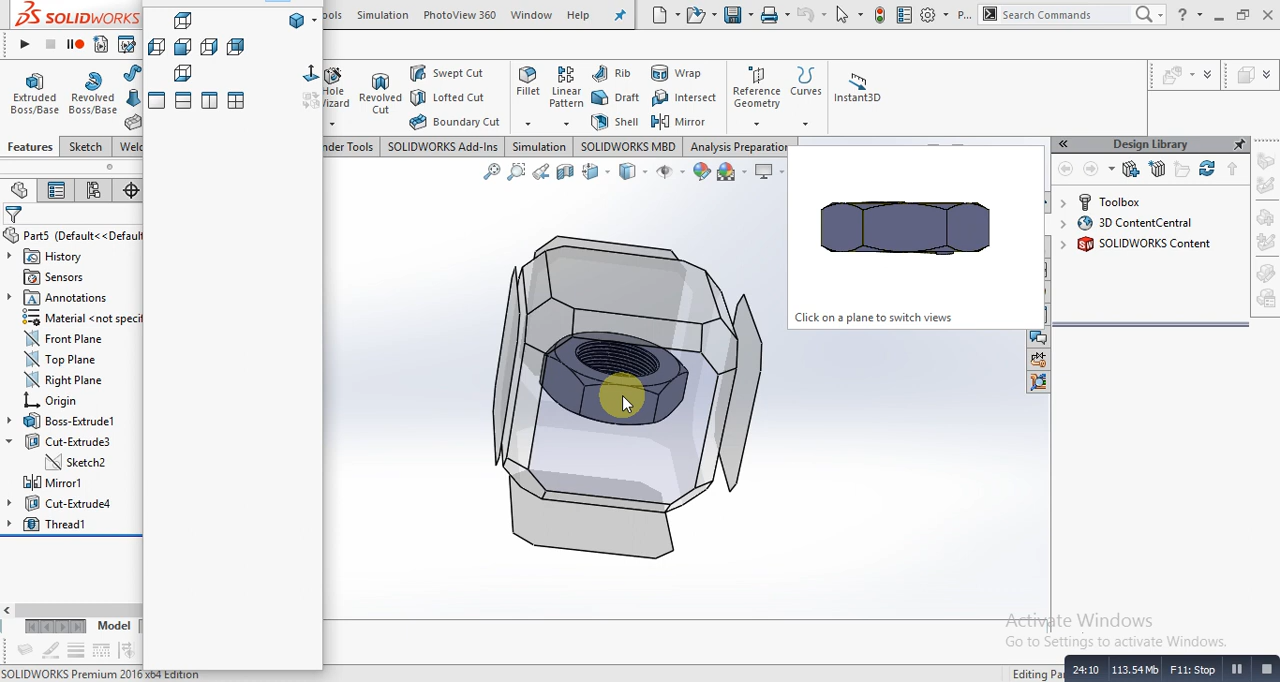 SOLIDWORKS
ools Simulation PhotoView 360 Window Help
P...
Search Commands
?
Extruded Boss/Base
Revolved Boss/Base
Hole Wizard
Revolved Cut
Swept Cut
Lofted Cut
Boundary Cut
Fillet
Linear Pattern
Rib
Draft
Shell
Wrap
Intersect
Mirror
Reference Geometry
Curves
Instant3D
Features Sketch Weld
nder Tools SOLIDWORKS Add-Ins Simulation SOLIDWORKS MBD Analysis Preparation
Design Library
Toolbox
3D ContentCentral
SOLIDWORKS Content
Click on a plane to switch views
Part5 (Default<<Default
History
Sensors
Annotations
Material <not specif
Front Plane
Top Plane
Right Plane
Origin
Boss-Extrude1
Cut-Extrude3
Sketch2
Mirror1
Cut-Extrude4
Thread1
Model
Activate Windows
Go to Settings to activate Windows.
SOLIDWORKS Premium 2016 x64 Edition
Editing Pa
24:10 113.54Mb F11: Stop